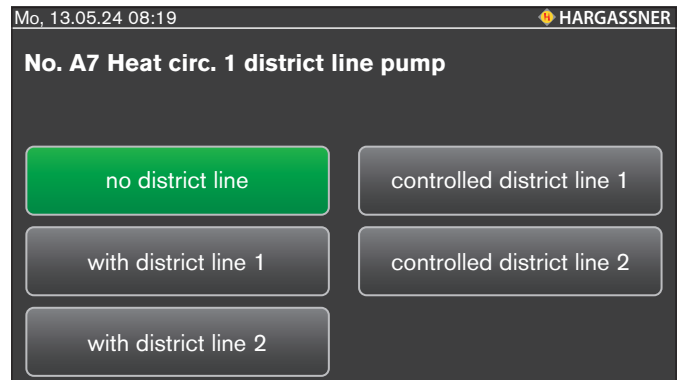 Mo, 13.05.24 08:19 HARGASSNER
No. A7 Heat circ. 1 district line pump
no district line
controlled district line 1
with district line 1
controlled district line 2
with district line 2